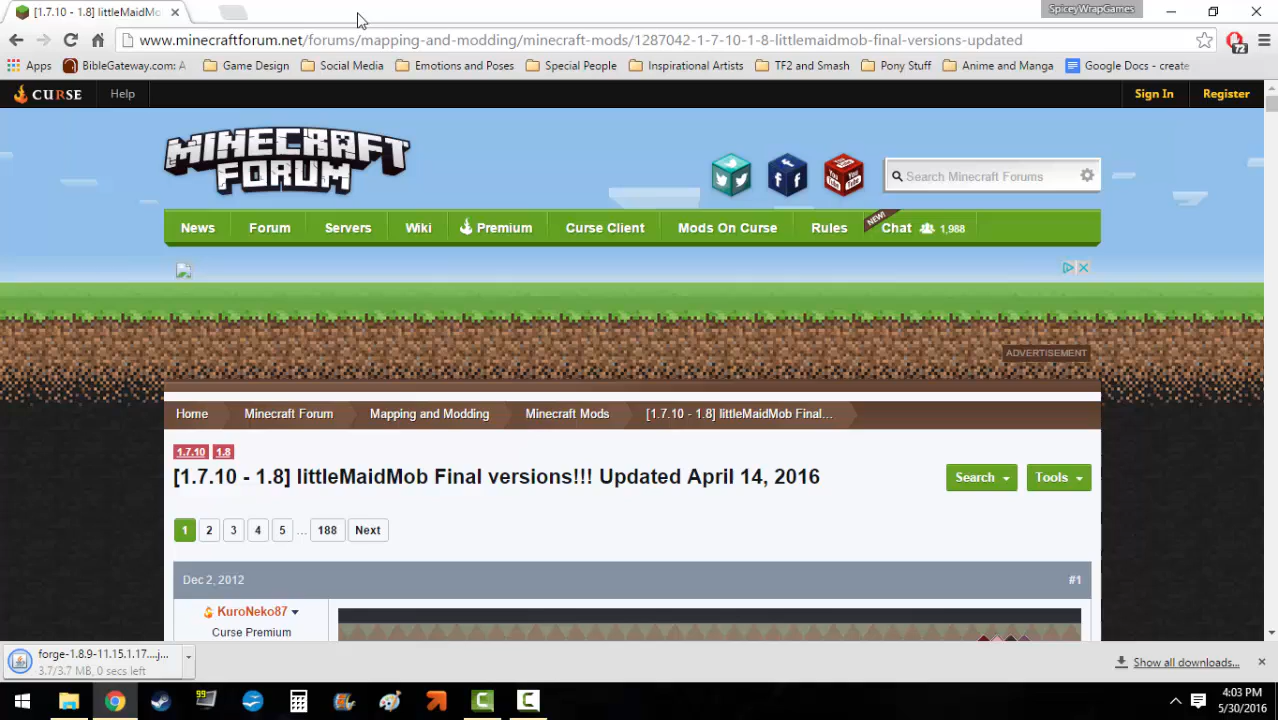 [1.7.10 - 1.8] littleMaidMo
SpiceyWrapGames
www.minecraftforum.net/forums/mapping-and-modding/minecraft-mods/1287042-1-7-10-1-8-littlemaidmob-final-versions-updated
72
Apps BibleGateway.com: A Game Design Social Media Emotions and Poses Special People Inspirational Artists TF2 and Smash Pony Stuff Anime and Manga Google Docs - create
CURSE Help Sign In Register
MINECRAFT
FORUM
You Tube
Search Minecraft Forums
News Forum Servers Wiki Premium Curse Client Mods On Curse Rules NEW! Chat 1,988
ADVERTISEMENT
Home Minecraft Forum Mapping and Modding Minecraft Mods [1.7.10 - 1.8] littleMaidMob Final...
1.7.10 1.8
[1.7.10 - 1.8] littleMaidMob Final versions!!! Updated April 14, 2016
Search Tools
1 2 3 4 5 ... 188 Next
Dec 2, 2012 #1
KuroNeko87
Curse Premium
forge-1.8.9-11.15.1.17....j...
3.7/3.7 MB, 0 secs left
Show all downloads...
99
4:03 PM
5/30/2016